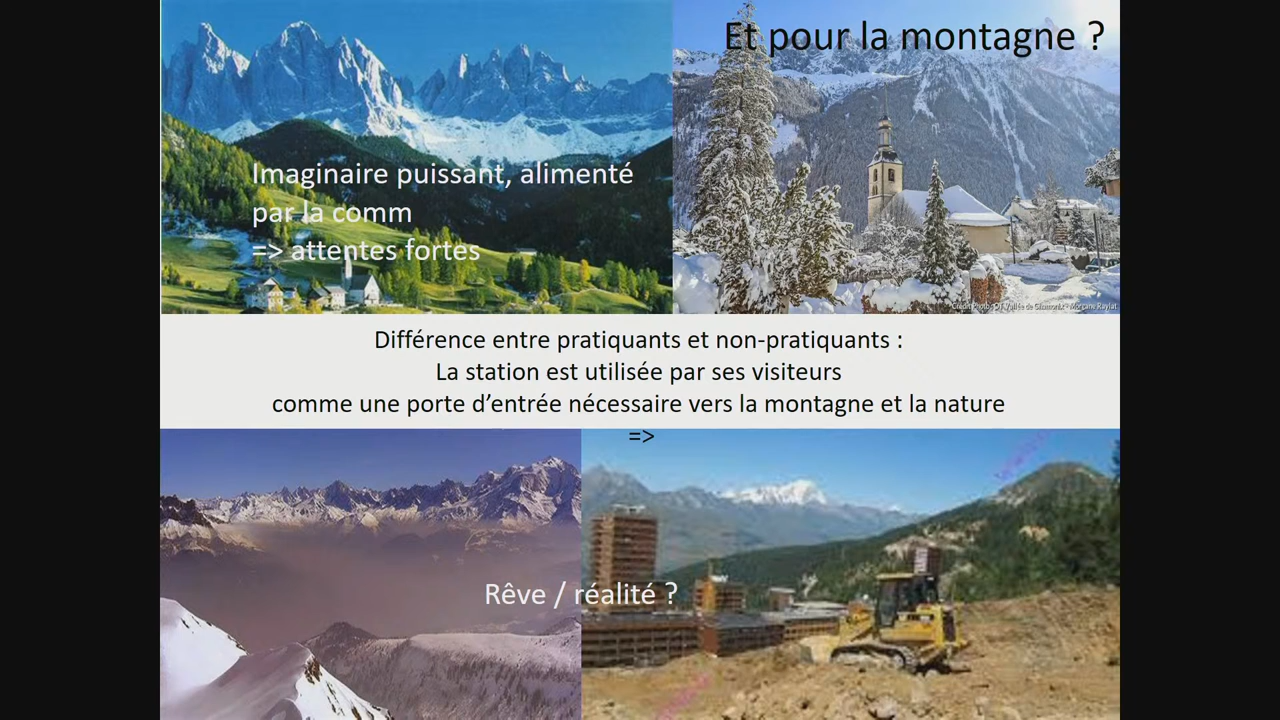 Et pour la montagne ?
Imaginaire puissant, alimenté
par la comm
=> attentes fortes
Différence entre pratiquants et non-pratiquants :
La station est utilisée par ses visiteurs
comme une porte d’entrée nécessaire vers la montagne et la nature
=>
Rêve / réalité ?